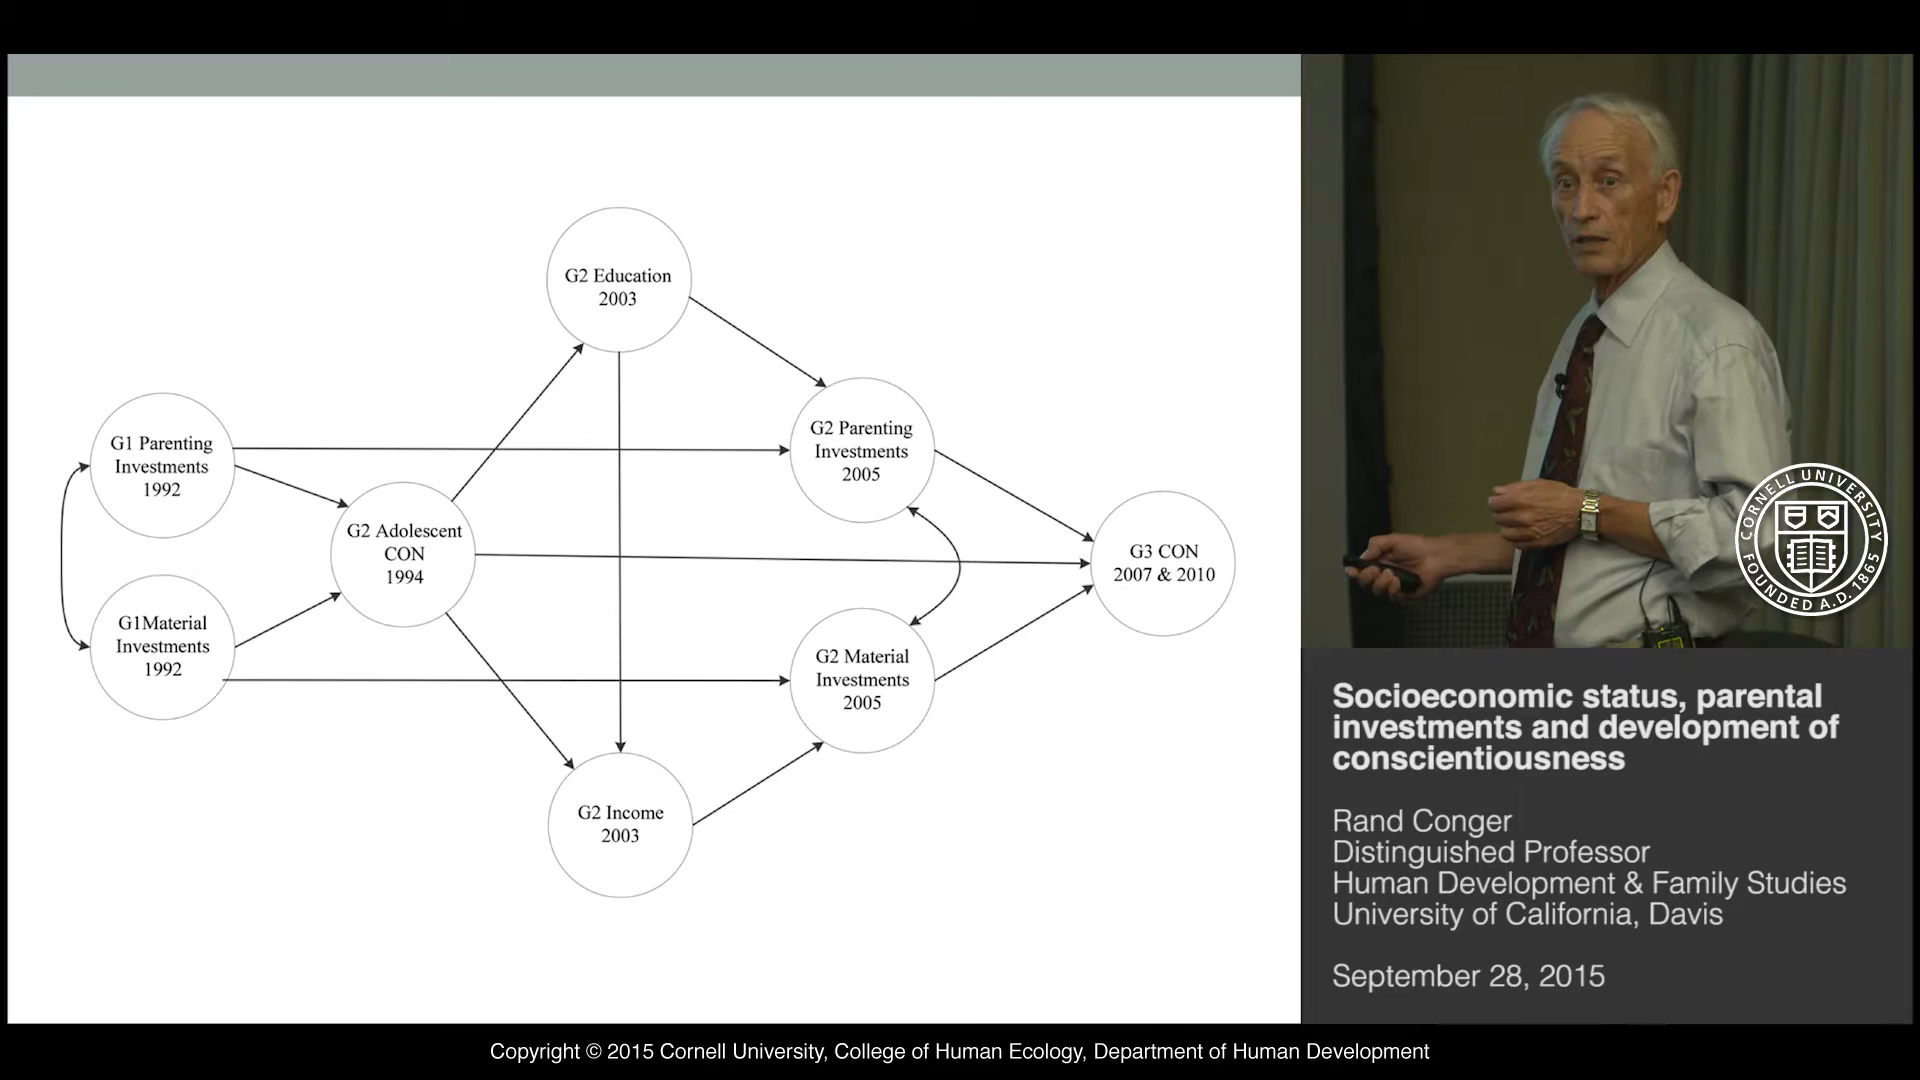 G2 Education
2003
G1 Parenting
Investments
1992
G2 Parenting
Investments
2005
G2 Adolescent
CON
1994
G3 CON
2007 & 2010
G1Material
Investments
1992
G2 Material
Investments
2005
G2 Income
2003
CORNELL UNIVERSITY
FOUNDED A.D. 1865
Socioeconomic status, parental
investments and development of
conscientiousness
Rand Conger
Distinguished Professor
Human Development & Family Studies
University of California, Davis
September 28, 2015
Copyright © 2015 Cornell University, College of Human Ecology, Department of Human Development